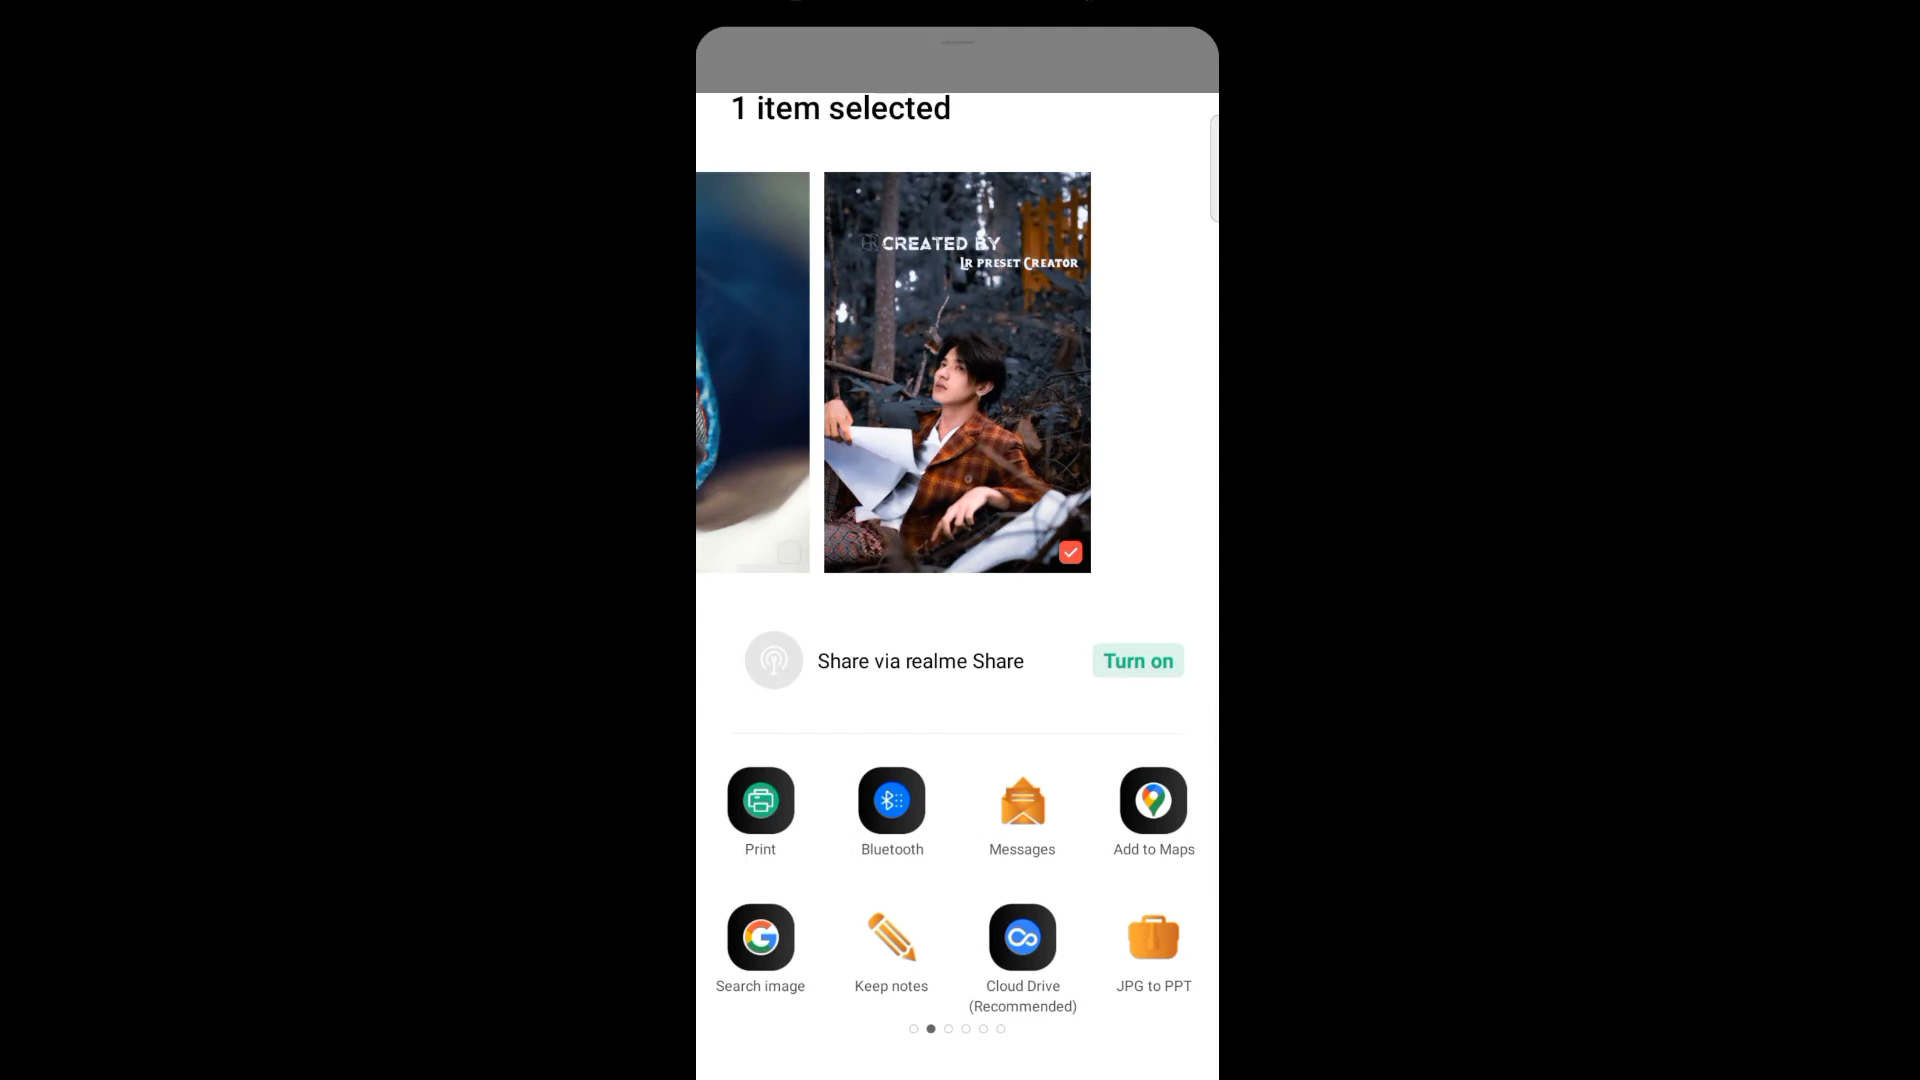 1 item selected
CREATED BY
Lr preset Creator
Share via realme Share
Turn on
Print
Bluetooth
Messages
Add to Maps
Search image
Keep notes
Cloud Drive
(Recommended)
JPG to PPT